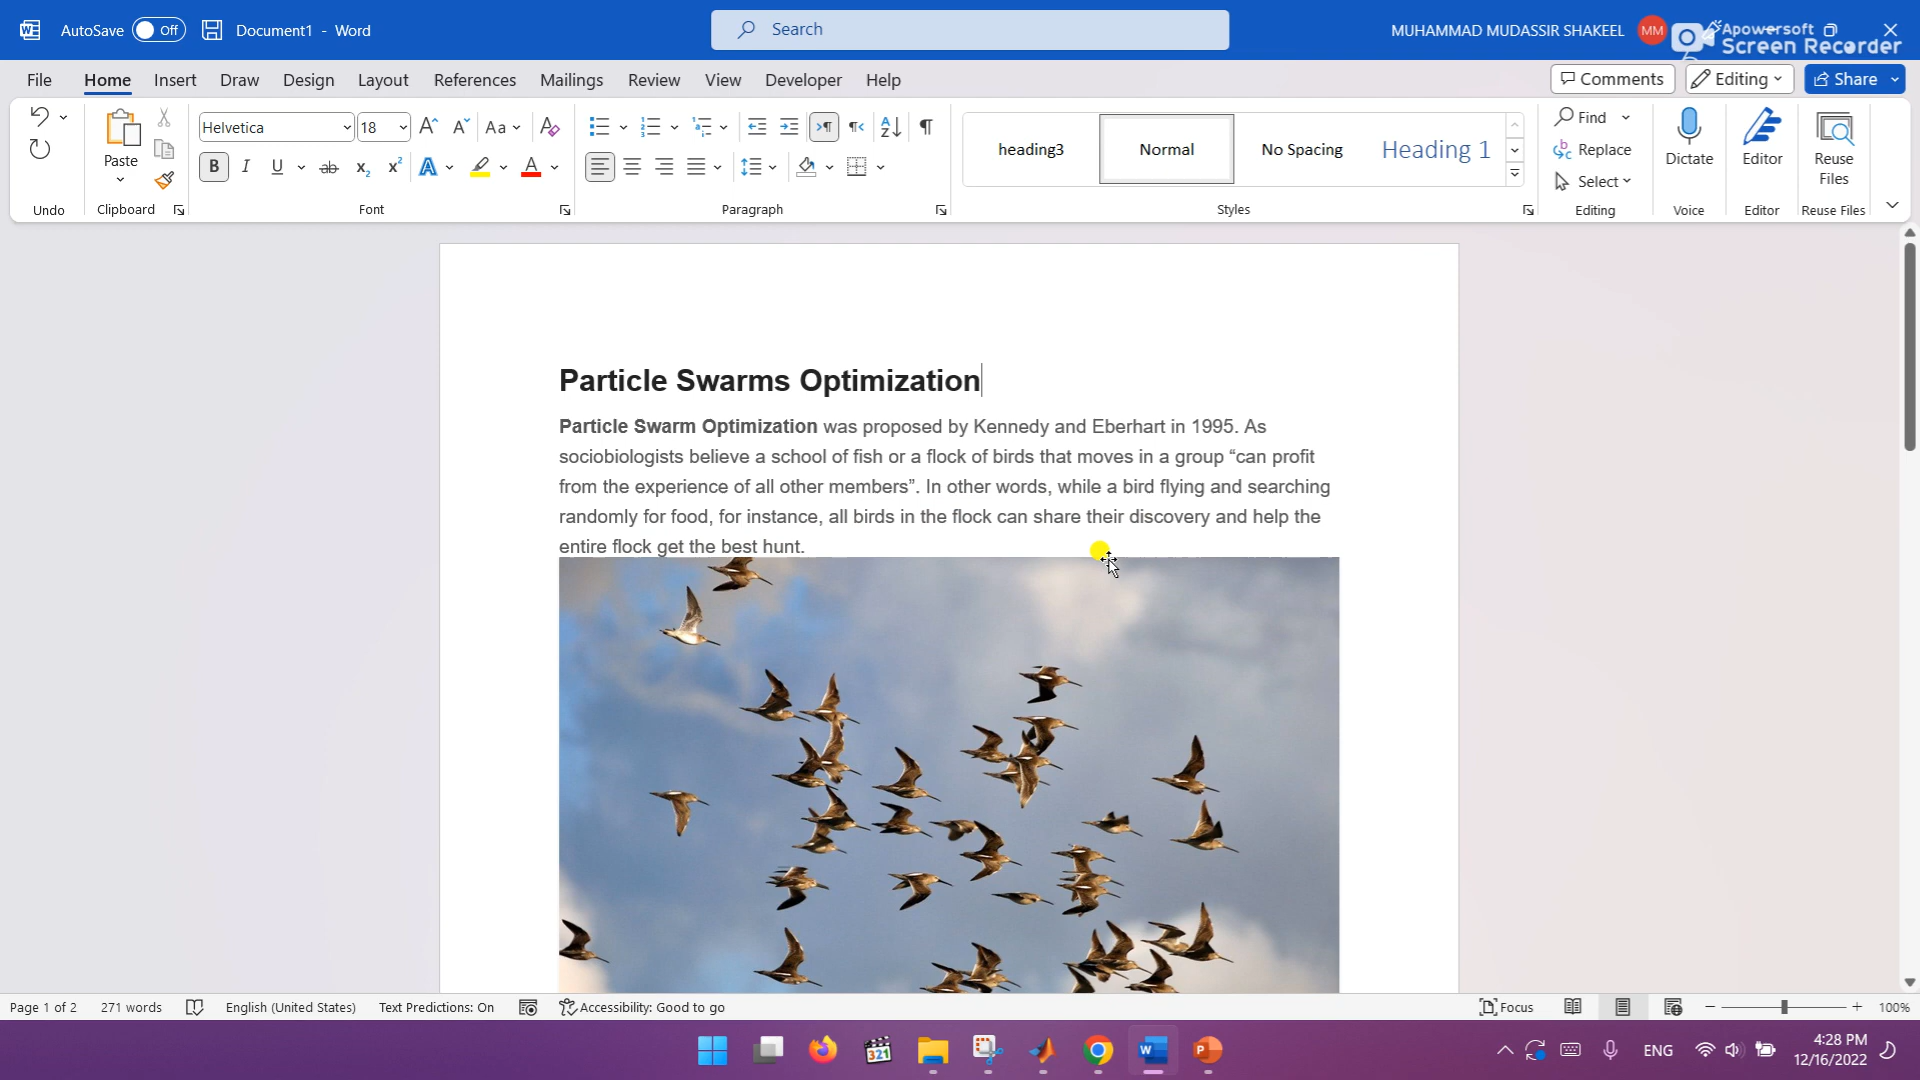 AutoSave Off Document1 - Word Search MUHAMMAD MUDASSIR SHAKEEL MM Apowersoft
Screen Recorder
File Home Insert Draw Design Layout References Mailings Review View Developer Help Comments Editing Share
Helvetica 18 Aa
Paste
heading3 Normal No Spacing Heading 1
Find
Replace
Select
Dictate Editor Reuse
Files
Undo Clipboard Font Paragraph Styles Editing Voice Editor Reuse Files
Particle Swarms Optimization
Particle Swarm Optimization was proposed by Kennedy and Eberhart in 1995. As
sociobiologists believe a school of fish or a flock of birds that moves in a group “can profit
from the experience of all other members”. In other words, while a bird flying and searching
randomly for food, for instance, all birds in the flock can share their discovery and help the
entire flock get the best hunt.
Page 1 of 2 271 words English (United States) Text Predictions: On Accessibility: Good to go Focus 100%
321 ENG 4:28 PM
12/16/2022